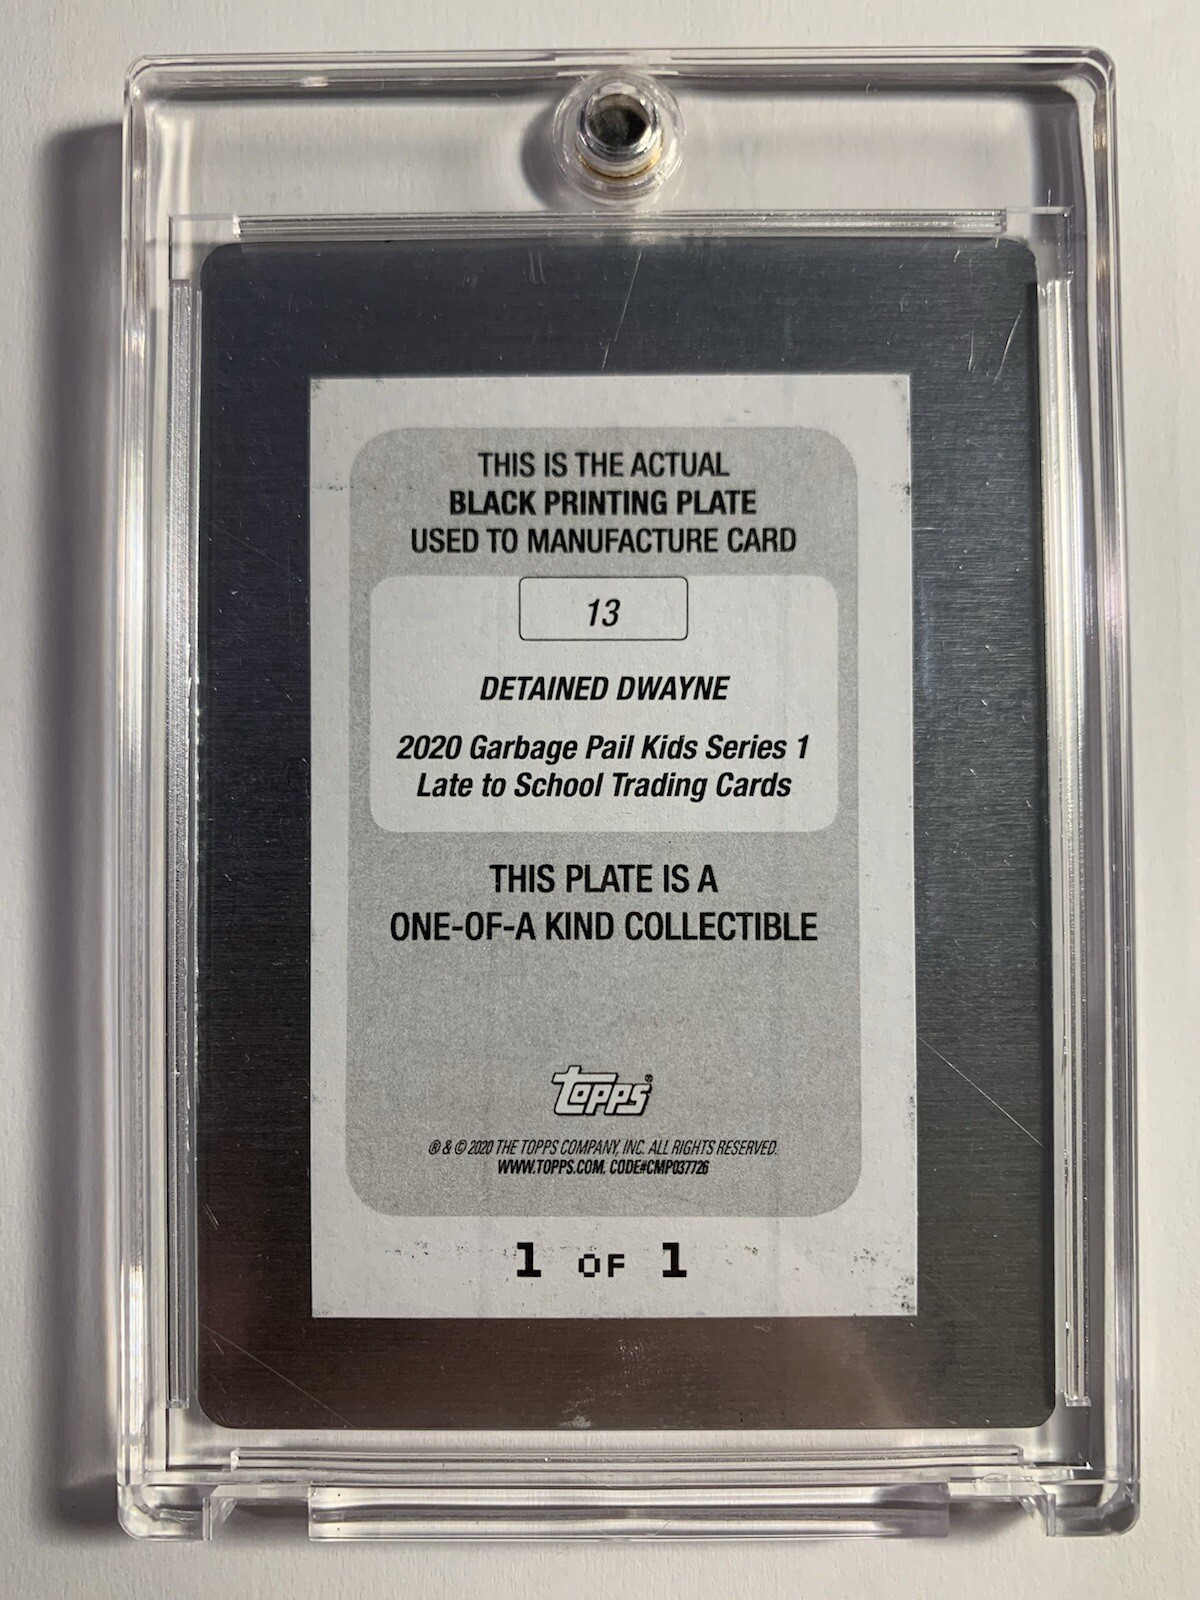 THIS IS THE ACTUAL
BLACK PRINTING PLATE
USED TO MANUFACTURE CARD
13
DETAINED DWAYNE
2020 Garbage Pail Kids Series 1
Late to School Trading Cards
THIS PLATE IS A
ONE-OF-A KIND COLLECTIBLE
Topps®
® & © 2020 THE TOPPS COMPANY, INC. ALL RIGHTS RESERVED.
WWW.TOPPS.COM. CODE#CMP037726
1 OF 1